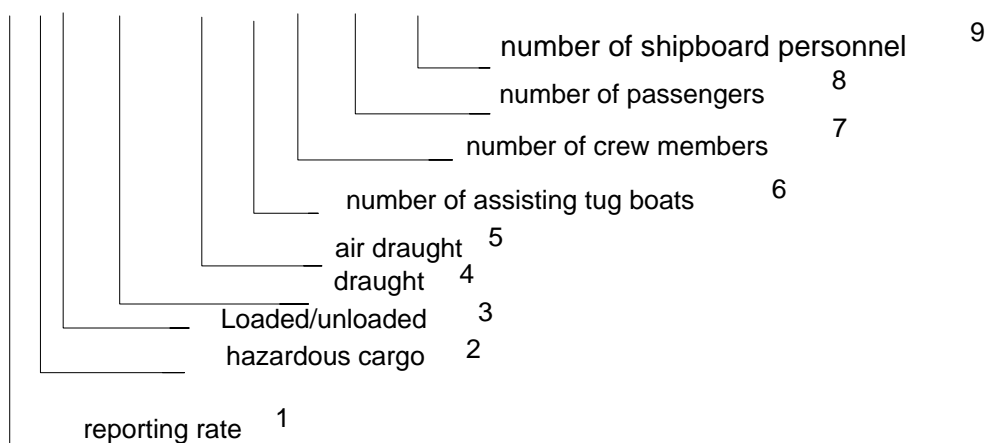 number of shipboard personnel 9
number of passengers 8
number of crew members 7
number of assisting tug boats 6
air draught 5
draught 4
Loaded/unloaded 3
hazardous cargo 2
reporting rate 1